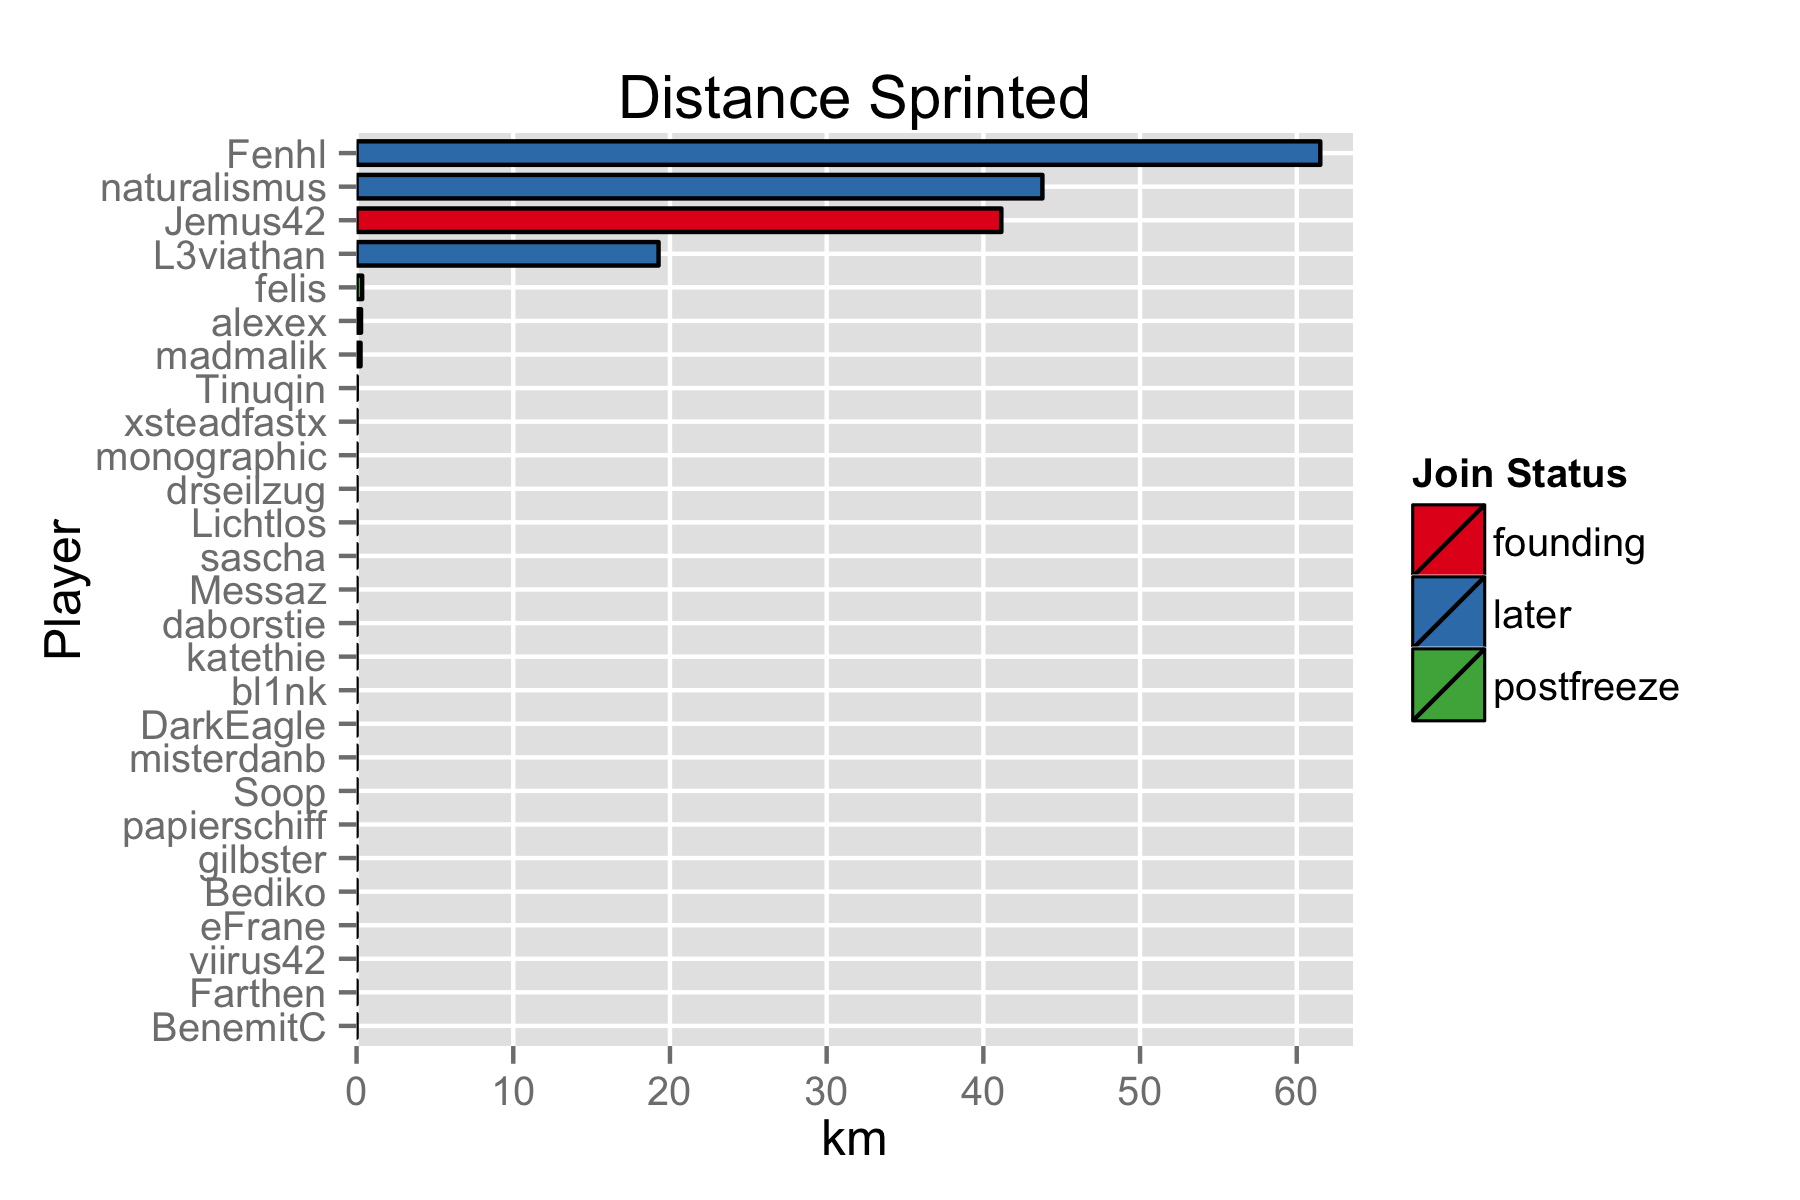 Distance Sprinted
Player
Fenhl
naturalismus
Jemus42
L3viathan
felis
alexex
madmalik
Tinuqin
xsteadfastx
monographic
drseilzug
Lichtlos
sascha
Messaz
daborstie
katethie
bl1nk
DarkEagle
misterdanb
Soop
papierschiff
gilbster
Bediko
eFrane
viirus42
Farthen
BenemitC
0 10 20 30 40 50 60
km
Join Status
founding
later
postfreeze